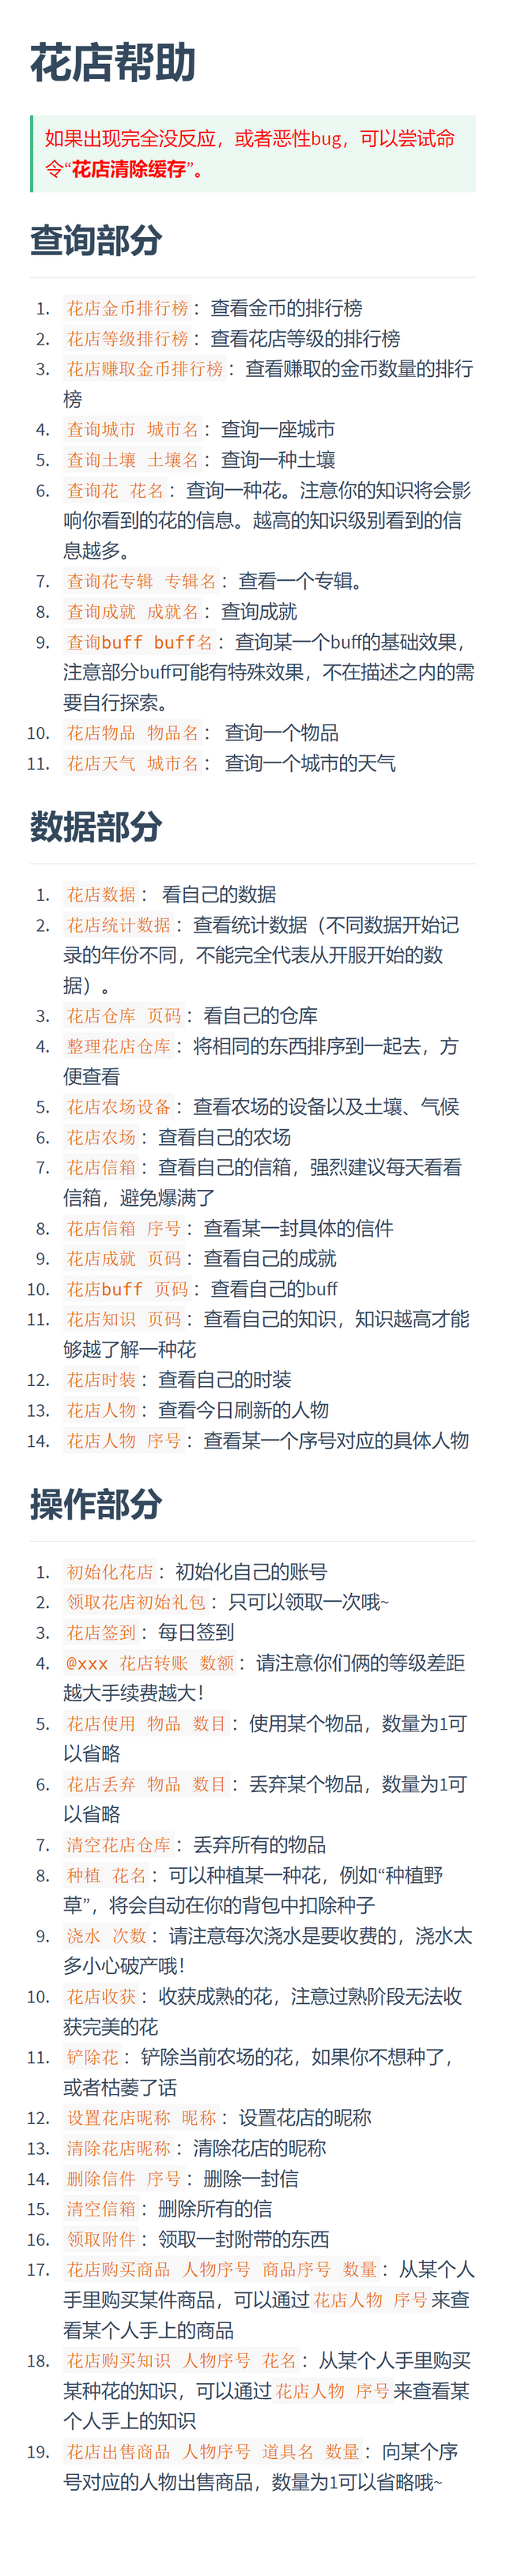 花店帮助
如果出现完全没反应，或者恶性bug，可以尝试命
令“花店清除缓存”。
查询部分
1. 花店金币排行榜：查看金币的排行榜
2. 花店等级排行榜：查看花店等级的排行榜
3. 花店赚取金币排行榜：查看赚取的金币数量的排行
榜
4. 查询城市 城市名：查询一座城市
5. 查询土壤 土壤名：查询一种土壤
6. 查询花 花名：查询一种花。注意你的知识将会影
响你看到的花的信息。越高的知识级别看到的信
息越多。
7. 查询花专辑 专辑名：查看一个专辑。
8. 查询成就 成就名：查询成就
9. 查询buff buff名：查询某一个buff的基础效果，
注意部分buff可能有特殊效果，不在描述之内的需
要自行探索。
10. 花店物品 物品名： 查询一个物品
11. 花店天气 城市名： 查询一个城市的天气
数据部分
1. 花店数据： 看自己的数据
2. 花店统计数据：查看统计数据（不同数据开始记
录的年份不同，不能完全代表从开服开始的数
据）。
3. 花店仓库 页码：看自己的仓库
4. 整理花店仓库：将相同的东西排序到一起去，方
便查看
5. 花店农场设备：查看农场的设备以及土壤、气候
6. 花店农场：查看自己的农场
7. 花店信箱：查看自己的信箱，强烈建议每天看看
信箱，避免爆满了
8. 花店信箱 序号：查看某一封具体的信件
9. 花店成就 页码：查看自己的成就
10. 花店buff 页码：查看自己的buff
11. 花店知识 页码：查看自己的知识，知识越高才能
够越了解一种花
12. 花店时装：查看自己的时装
13. 花店人物：查看今日刷新的人物
14. 花店人物 序号：查看某一个序号对应的具体人物
操作部分
1. 初始化花店：初始化自己的账号
2. 领取花店初始礼包：只可以领取一次哦~
3. 花店签到：每日签到
4. @xxx 花店转账 数额：请注意你们俩的等级差距
越大手续费越大！
5. 花店使用 物品 数目：使用某个物品，数量为1可
以省略
6. 花店丢弃 物品 数目：丢弃某个物品，数量为1可
以省略
7. 清空花店仓库：丢弃所有的物品
8. 种植 花名：可以种植某一种花，例如“种植野
草”，将会自动在你的背包中扣除种子
9. 浇水 次数：请注意每次浇水是要收费的，浇水太
多小心破产哦！
10. 花店收获：收获成熟的花，注意过熟阶段无法收
获完美的花
11. 铲除花：铲除当前农场的花，如果你不想种了，
或者枯萎了话
12. 设置花店昵称 昵称：设置花店的昵称
13. 清除花店昵称：清除花店的昵称
14. 删除信件 序号：删除一封信
15. 清空信箱：删除所有的信
16. 领取附件：领取一封附带的东西
17. 花店购买商品 人物序号 商品序号 数量：从某个人
手里购买某件商品，可以通过花店人物 序号来查
看某个人手上的商品
18. 花店购买知识 人物序号 花名：从某个人手里购买
某种花的知识，可以通过花店人物 序号来查看某
个人手上的知识
19. 花店出售商品 人物序号 道具名 数量：向某个序
号对应的人物出售商品，数量为1可以省略哦~